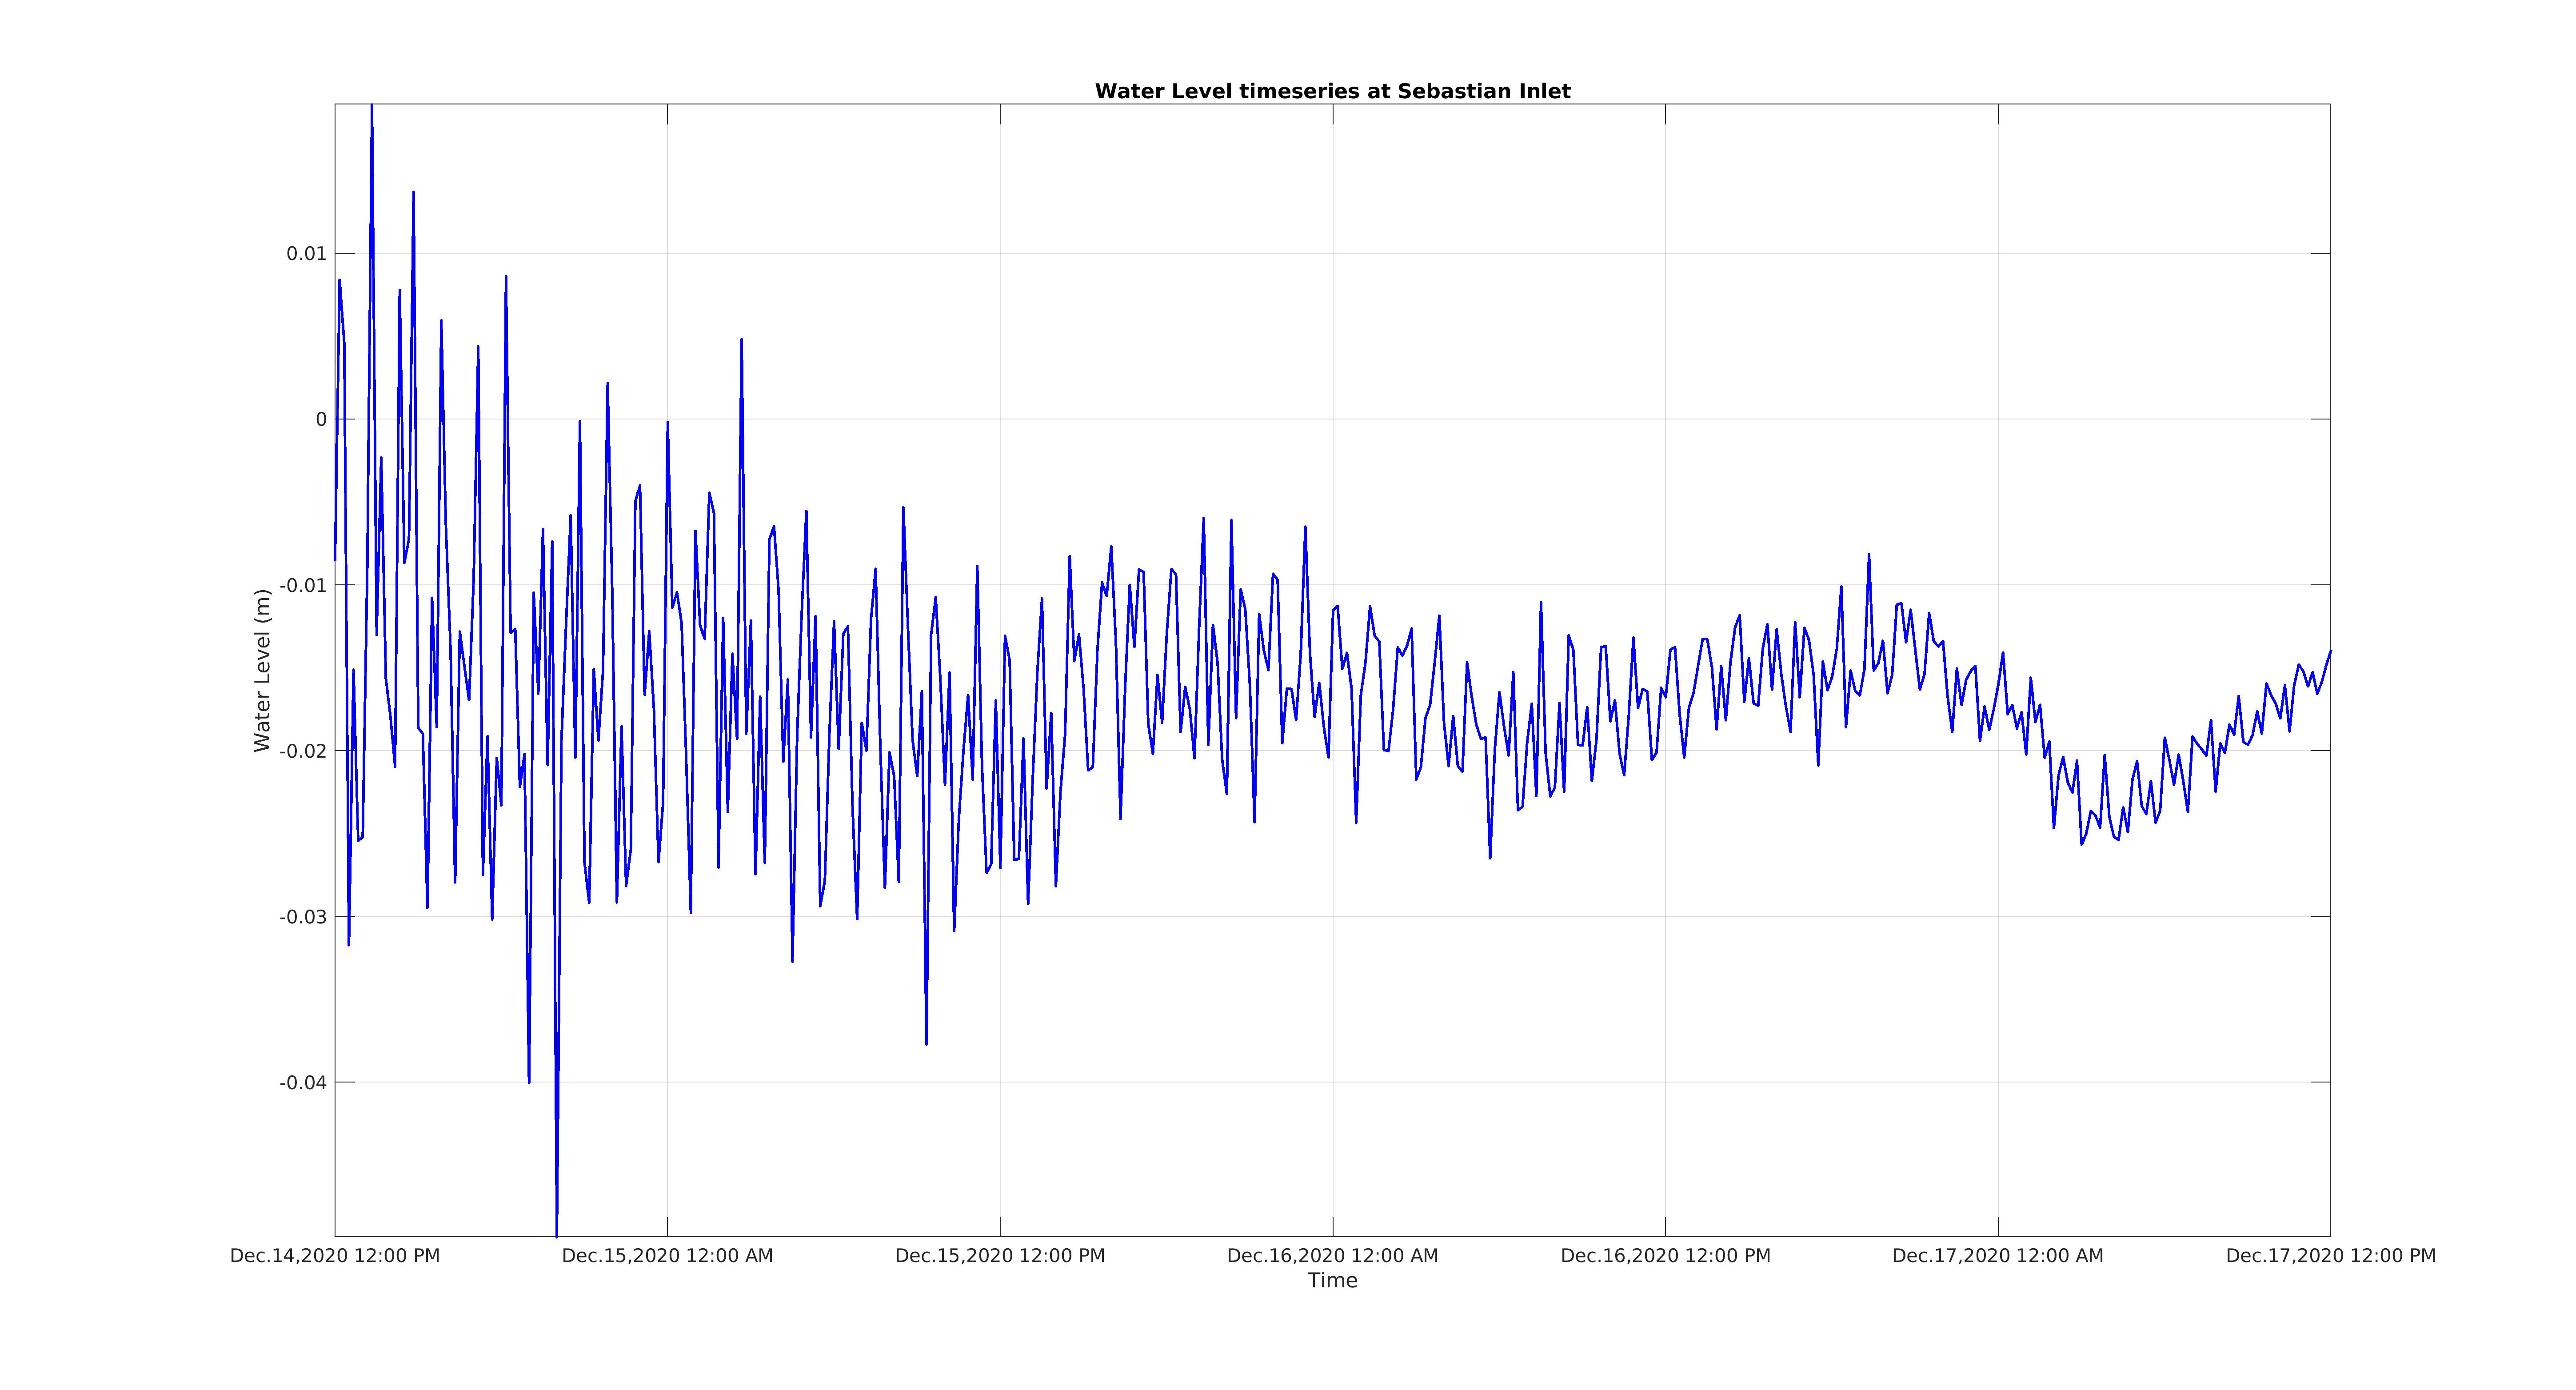 Water Level timeseries at Sebastian Inlet
0.01
0
-0.01
-0.02
-0.03
-0.04
Water Level (m)
Dec.14,2020 12:00 PM
Dec.15,2020 12:00 AM
Dec.15,2020 12:00 PM
Dec.16,2020 12:00 AM
Dec.16,2020 12:00 PM
Dec.17,2020 12:00 AM
Dec.17,2020 12:00 PM
Time